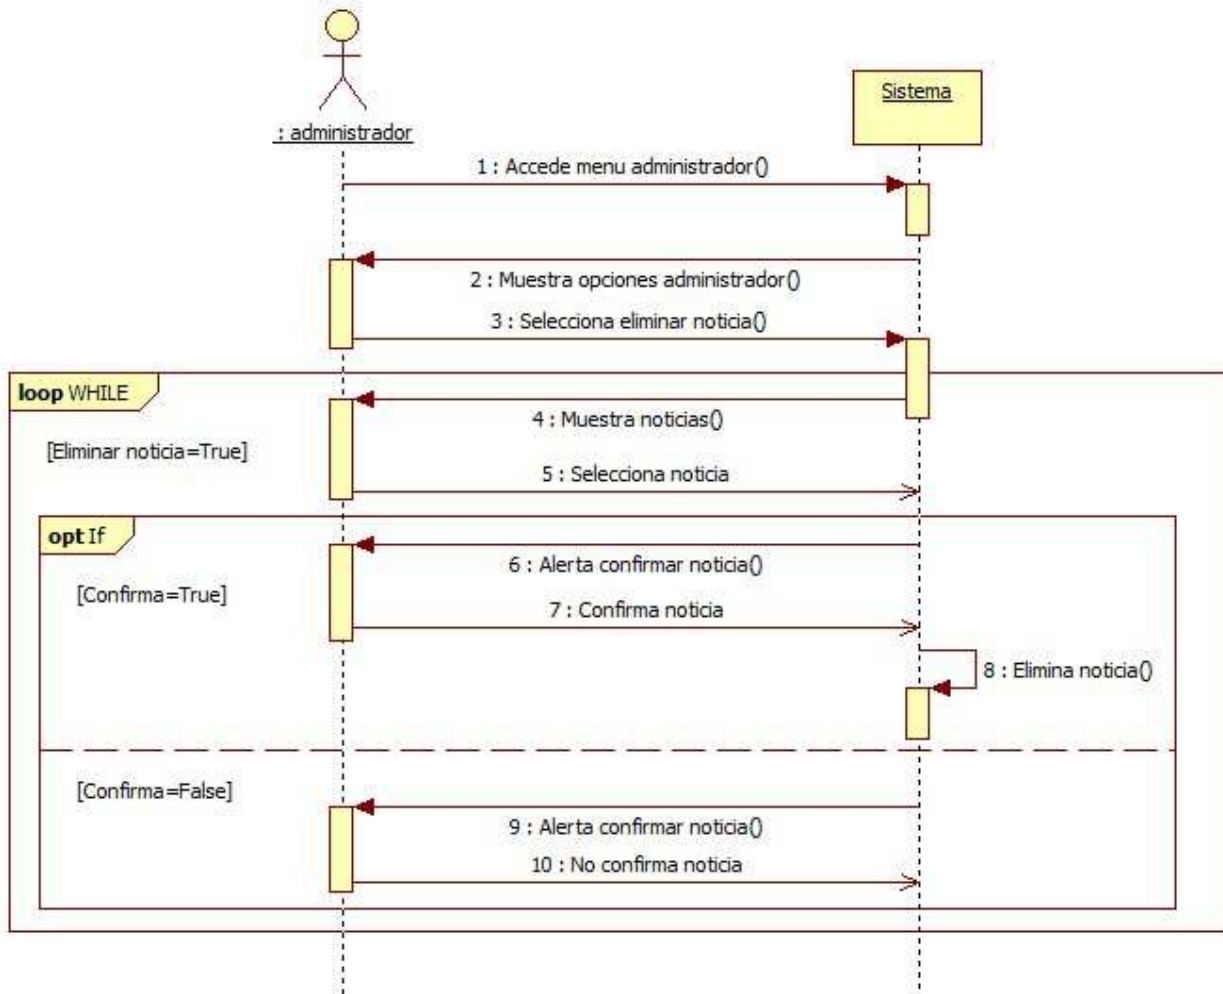 : administrador
Sistema
1 : Accede menu administrador()
2 : Muestra opciones administrador()
3 : Selecciona eliminar noticia()
loop WHILE
4 : Muestra noticias()
[Eliminar noticia=True]
5 : Selecciona noticia
opt If
6 : Alerta confirmar noticia()
[Confirma=True]
7 : Confirma noticia
8 : Elimina noticia()
[Confirma=False]
9 : Alerta confirmar noticia()
10 : No confirma noticia